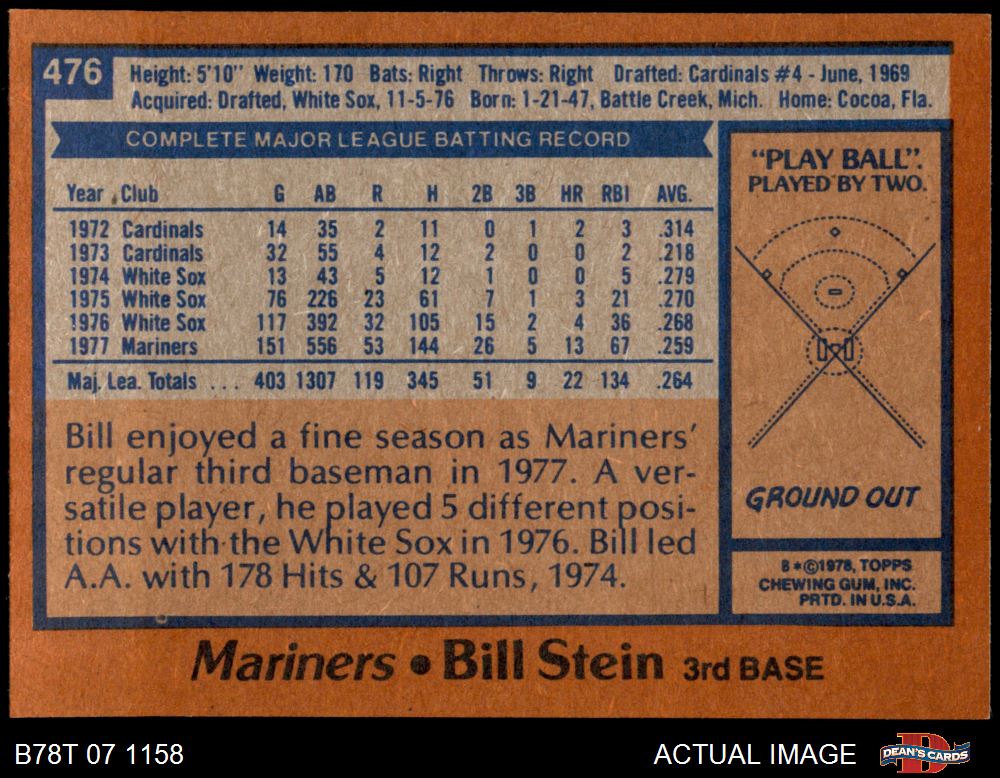 476
Height: 5'10" Weight: 170 Bats: Right Throws: Right Drafted: Cardinals #4 - June, 1969
Acquired: Drafted, White Sox, 11-5-76 Born: 1-21-47, Battle Creek, Mich. Home: Cocoa, Fla.
COMPLETE MAJOR LEAGUE BATTING RECORD
Year Club G AB R H 2B 3B HR RBI AVG.
1972 Cardinals 14 35 2 11 0 1 2 3 .314
1973 Cardinals 32 55 4 12 2 0 0 2 .218
1974 White Sox 13 43 5 12 1 0 0 5 .279
1975 White Sox 76 226 23 61 7 1 3 21 .270
1976 White Sox 117 392 32 105 15 2 4 36 .268
1977 Mariners 151 556 53 144 26 5 13 67 .259
Maj. Lea. Totals ... 403 1307 119 345 51 9 22 134 .264
Bill enjoyed a fine season as Mariners'
regular third baseman in 1977. A ver-
satile player, he played 5 different posi-
tions with the White Sox in 1976. Bill led
A.A. with 178 Hits & 107 Runs, 1974.
"PLAY BALL".
PLAYED BY TWO.
GROUND OUT
B*©1978, TOPPS
CHEWING GUM, INC.
PRTD. IN U.S.A.
Mariners • Bill Stein 3rd BASE
B78T 07 1158
ACTUAL IMAGE
DEAN'S CARDS